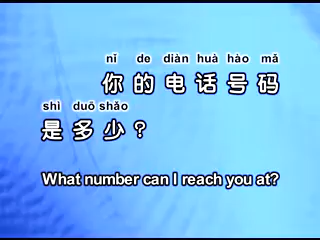 nǐ de diàn huà hào mǎ
你的电话号码
shì duō shǎo
是多少？
What number can I reach you at?